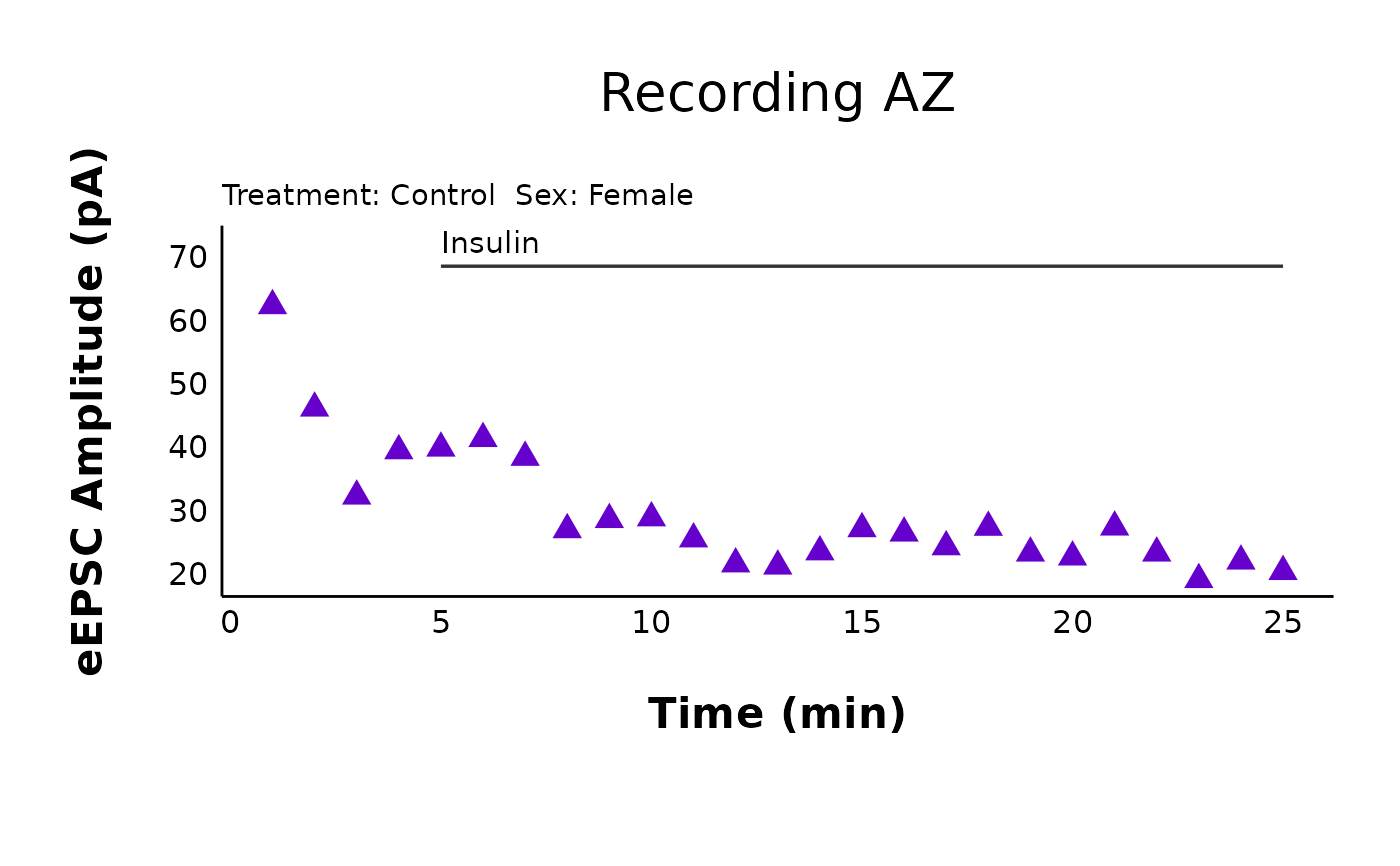 Recording AZ
Treatment: Control  Sex: Female
Insulin
eEPSC Amplitude (pA)
70
60
50
40
30
20
0 5 10 15 20 25
Time (min)